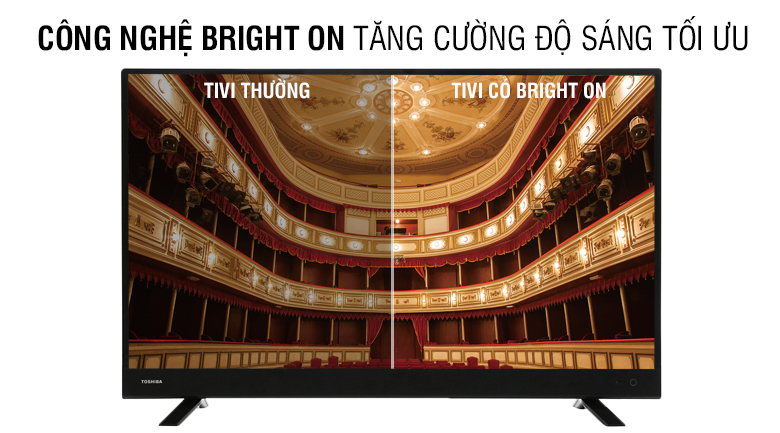 CÔNG NGHỆ BRIGHT ON TĂNG CƯỜNG ĐỘ SÁNG TỐI ƯU
TIVI THƯỜNG
TIVI CÓ BRIGHT ON
TOSHIBA